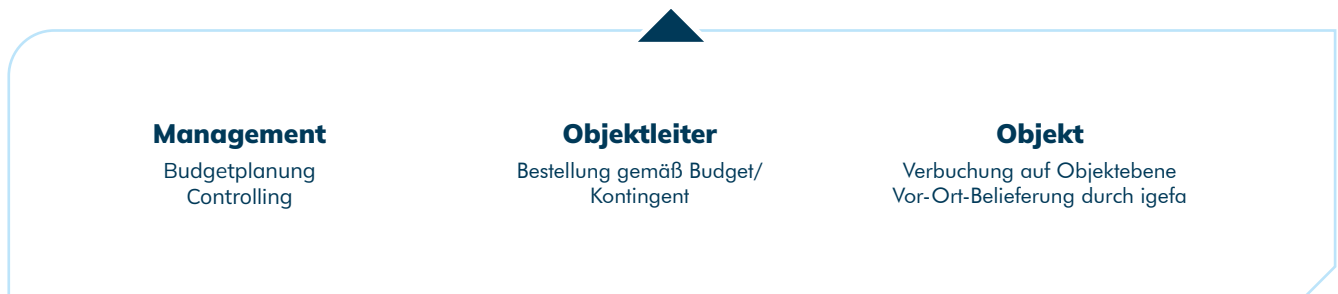 Management
Budgetplanung
Controlling
Objektleiter
Bestellung gemäß Budget/
Kontingent
Objekt
Verbuchung auf Objektebene
Vor-Ort-Belieferung durch igefa